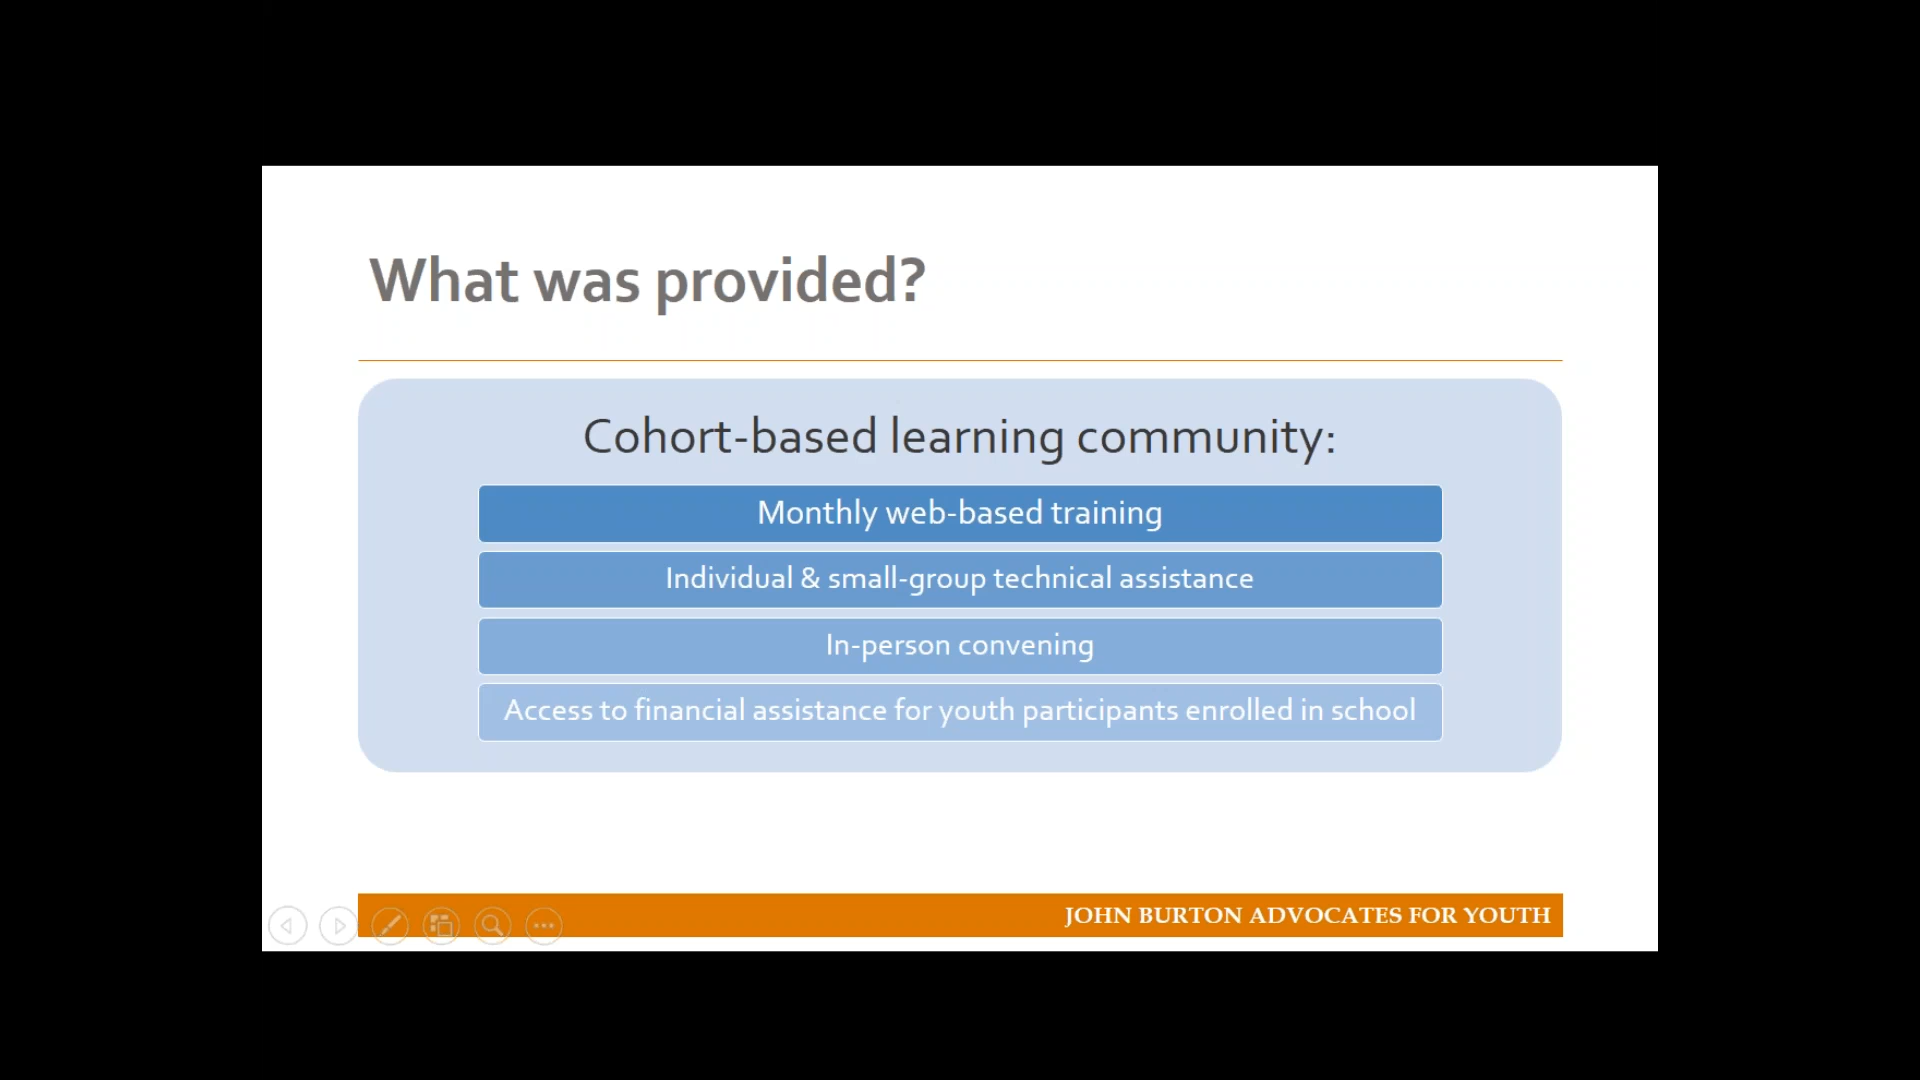 What was provided?
Cohort-based learning community:
Monthly web-based training
Individual & small-group technical assistance
In-person convening
Access to financial assistance for youth participants enrolled in school
JOHN BURTON ADVOCATES FOR YOUTH